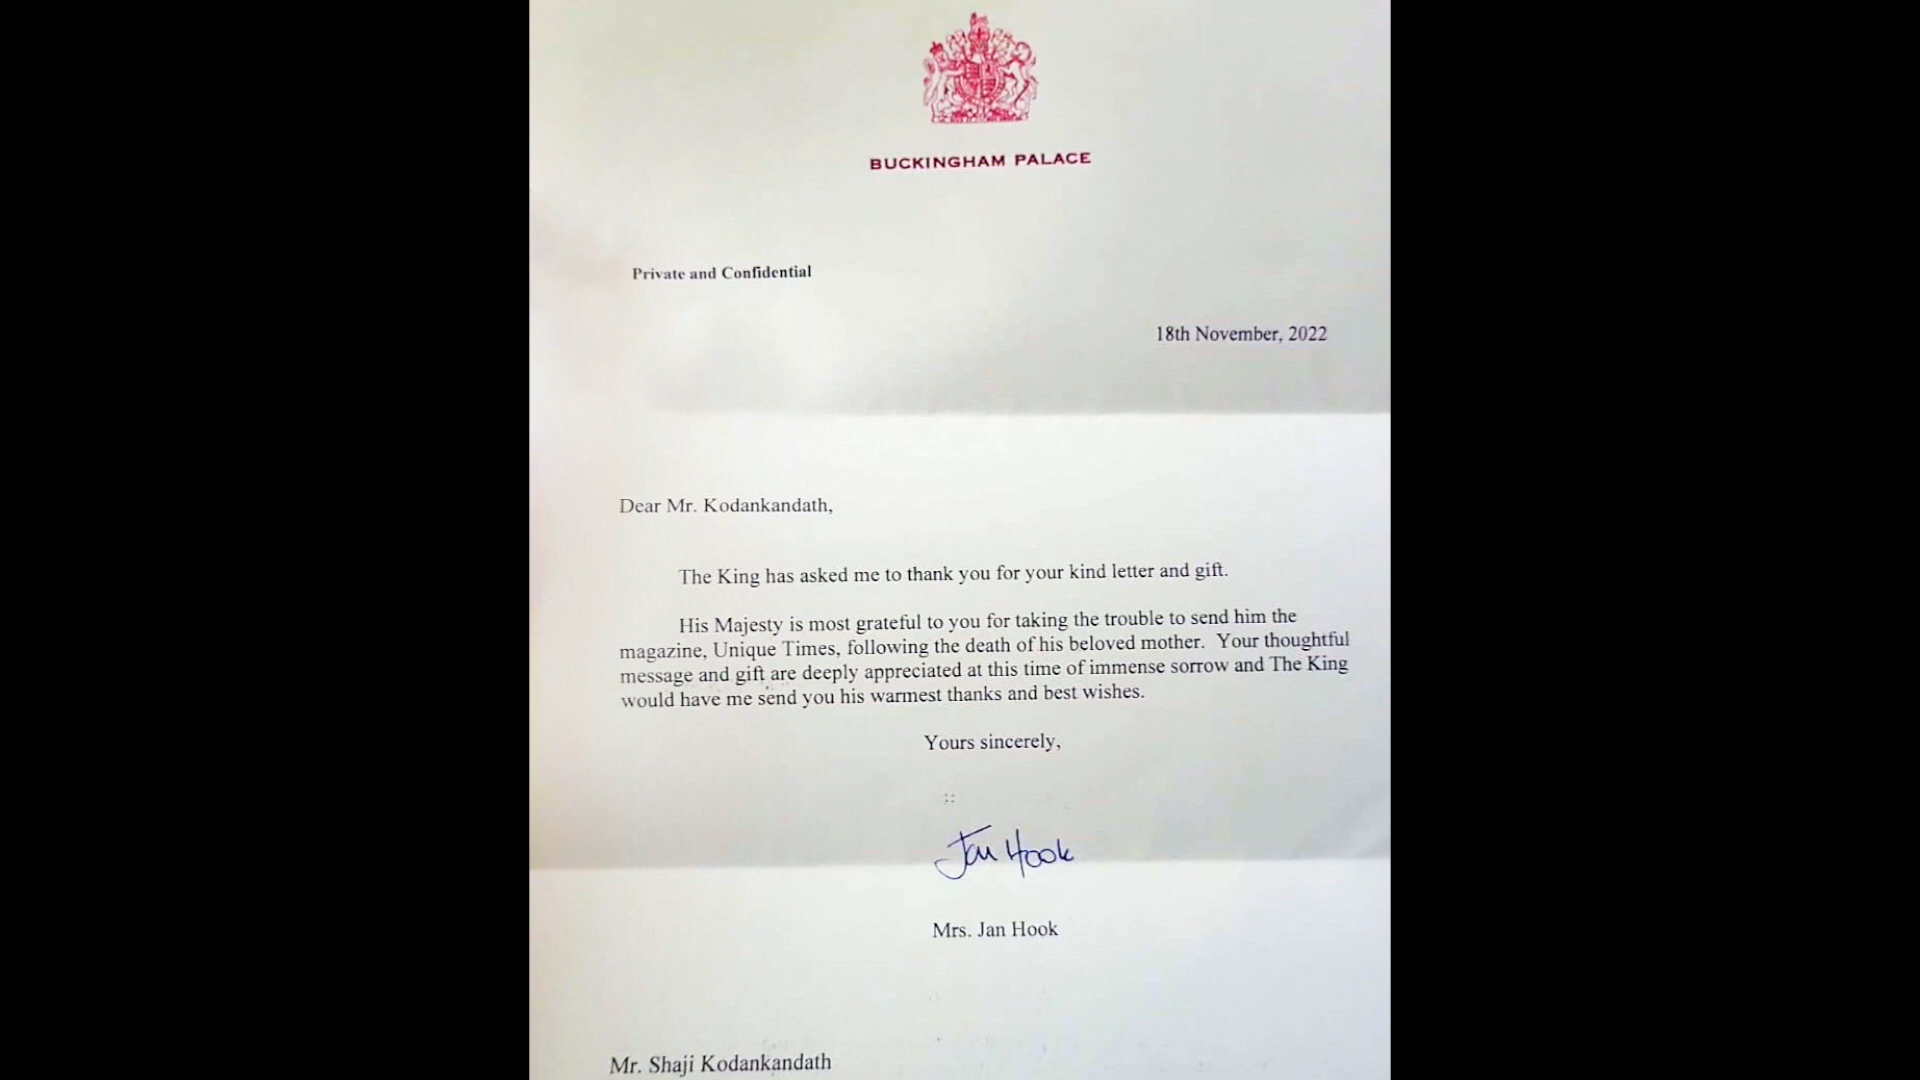 BUCKINGHAM PALACE
Private and Confidential
18th November, 2022
Dear Mr. Kodankandath,
The King has asked me to thank you for your kind letter and gift.
His Majesty is most grateful to you for taking the trouble to send him the
magazine, Unique Times, following the death of his beloved mother. Your thoughtful
message and gift are deeply appreciated at this time of immense sorrow and The King
would have me send you his warmest thanks and best wishes.
Yours sincerely,
Jan Hook
Mrs. Jan Hook
Mr. Shaji Kodankandath